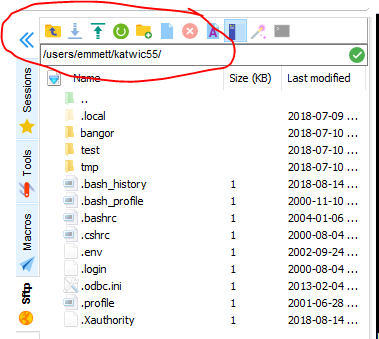 /users/emmett/katwic55/
Name Size (KB) Last modified
..
.local 2018-07-09 ...
bangor 2018-07-10 ...
test 2018-07-10 ...
tmp 2018-07-10 ...
.bash_history 1 2018-08-14 ...
.bash_profile 1 2000-11-10 ...
.bashrc 1 2004-01-06 ...
.cshrc 1 2000-08-04 ...
.env 1 2002-09-24 ...
.login 1 2000-08-04 ...
.odbc.ini 1 2013-02-04 ...
.profile 1 2001-06-28 ...
.Xauthority 1 2018-08-14 ...
Sessions
Tools
Macros
Sftp
A